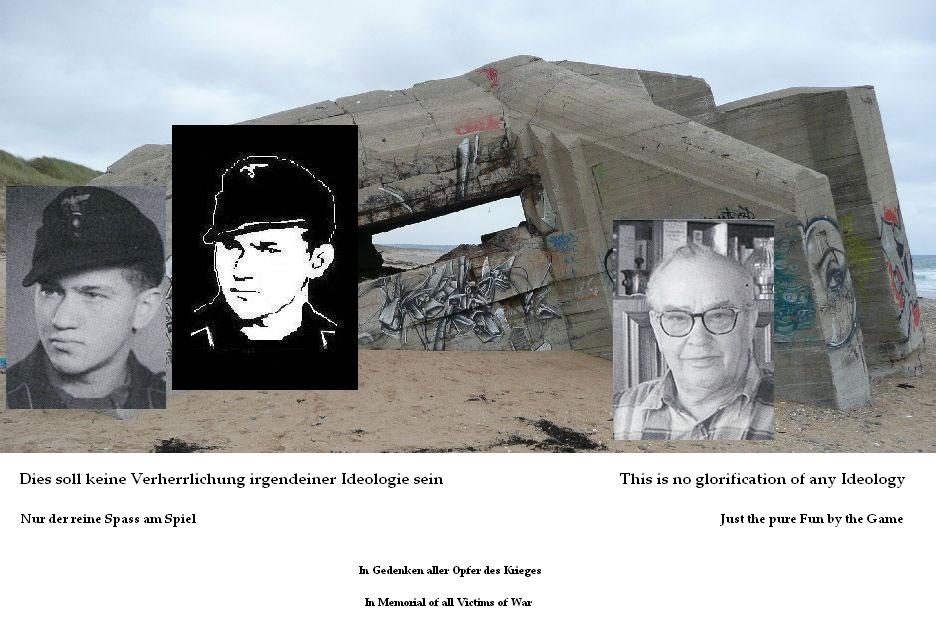 Dies soll keine Verherrlichung irgendeiner Ideologie sein
This is no glorification of any Ideology
Nur der reine Spass am Spiel
Just the pure Fun by the Game
In Gedenken aller Opfer des Krieges
In Memorial of all Victims of War